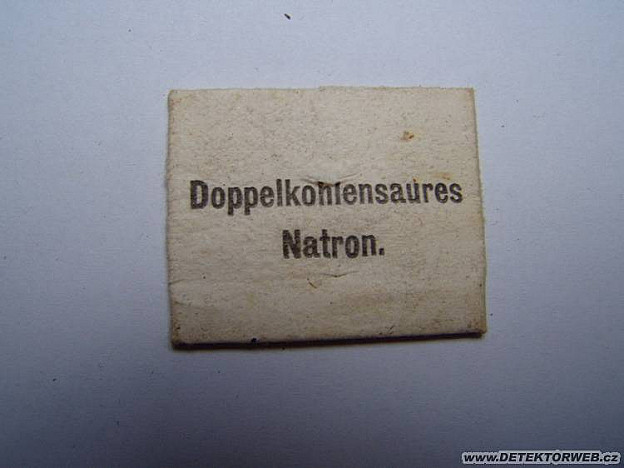 Doppelkohlensaures
Natron.
www.DETEKTORWEB.cz